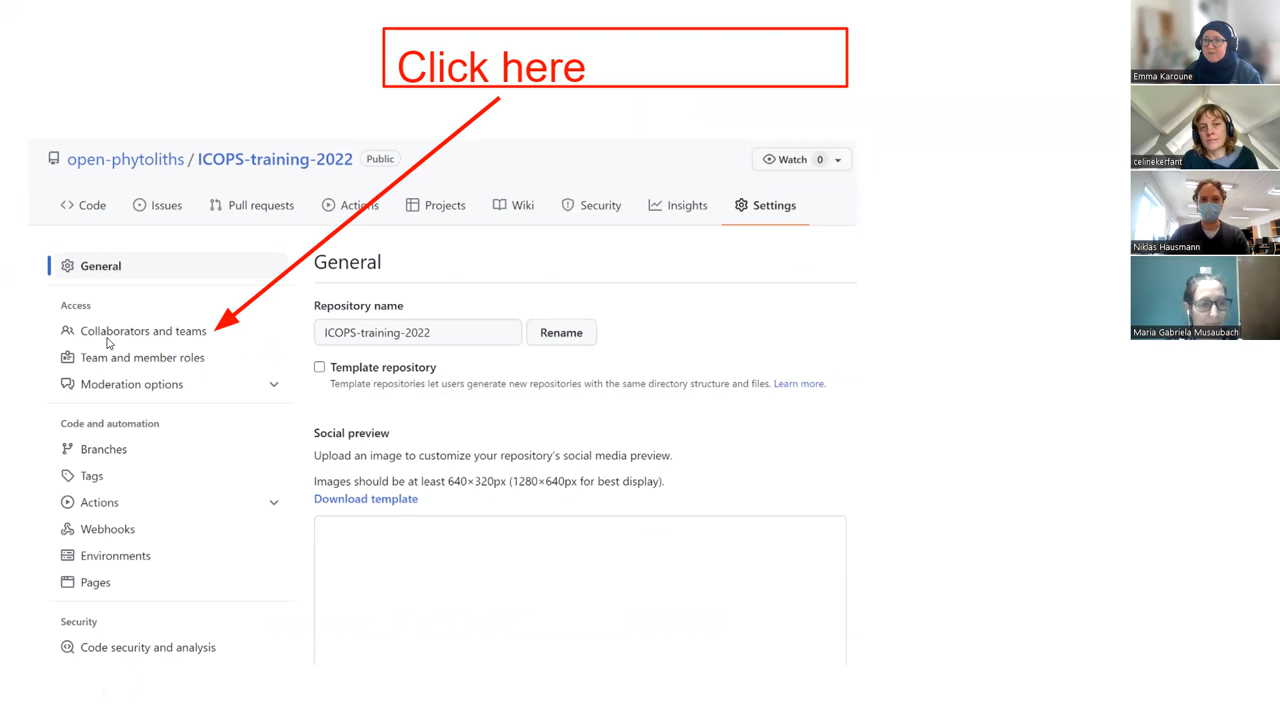 Click here
open-phytoliths / ICOPS-training-2022 Public
Watch 0
Code Issues Pull requests Actions Projects Wiki Security Insights Settings
General
Access
Collaborators and teams
Team and member roles
Moderation options
Code and automation
Branches
Tags
Actions
Webhooks
Environments
Pages
Security
Code security and analysis
General
Repository name
ICOPS-training-2022 Rename
Template repository
Template repositories let users generate new repositories with the same directory structure and files. Learn more.
Social preview
Upload an image to customize your repository's social media preview.
Images should be at least 640×320px (1280×640px for best display).
Download template
Emma Karoune
celinekerfant
Niklas Hausmann
Maria Gabriela Musaubach